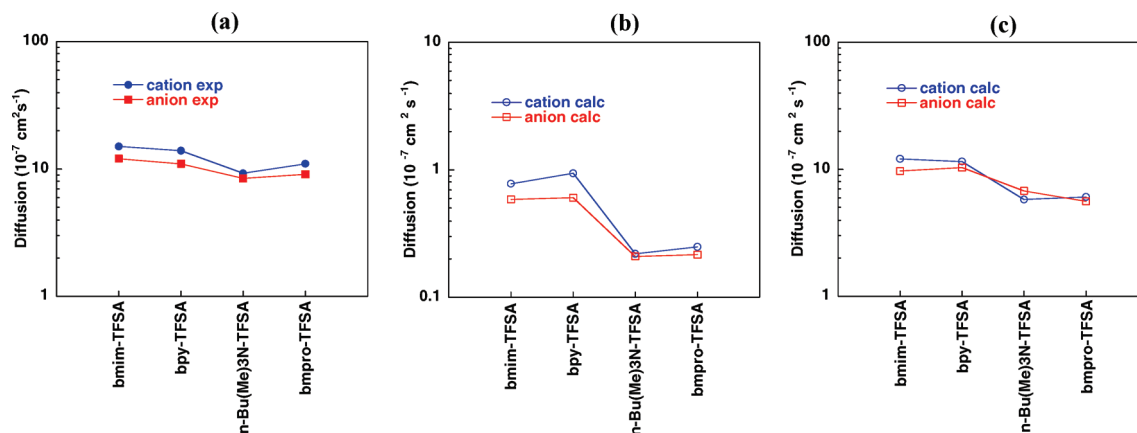 (a)
100
10
1
Diffusion (10⁻⁷ cm²s⁻¹)
cation exp
anion exp
bmim-TFSA
bpy-TFSA
n-Bu(Me)3N-TFSA
bmpro-TFSA
(b)
10
1
0.1
Diffusion (10⁻⁷ cm² s⁻¹)
cation calc
anion calc
bmim-TFSA
bpy-TFSA
n-Bu(Me)3N-TFSA
bmpro-TFSA
(c)
100
10
1
Diffusion (10⁻⁷ cm² s⁻¹)
cation calc
anion calc
bmim-TFSA
bpy-TFSA
n-Bu(Me)3N-TFSA
bmpro-TFSA